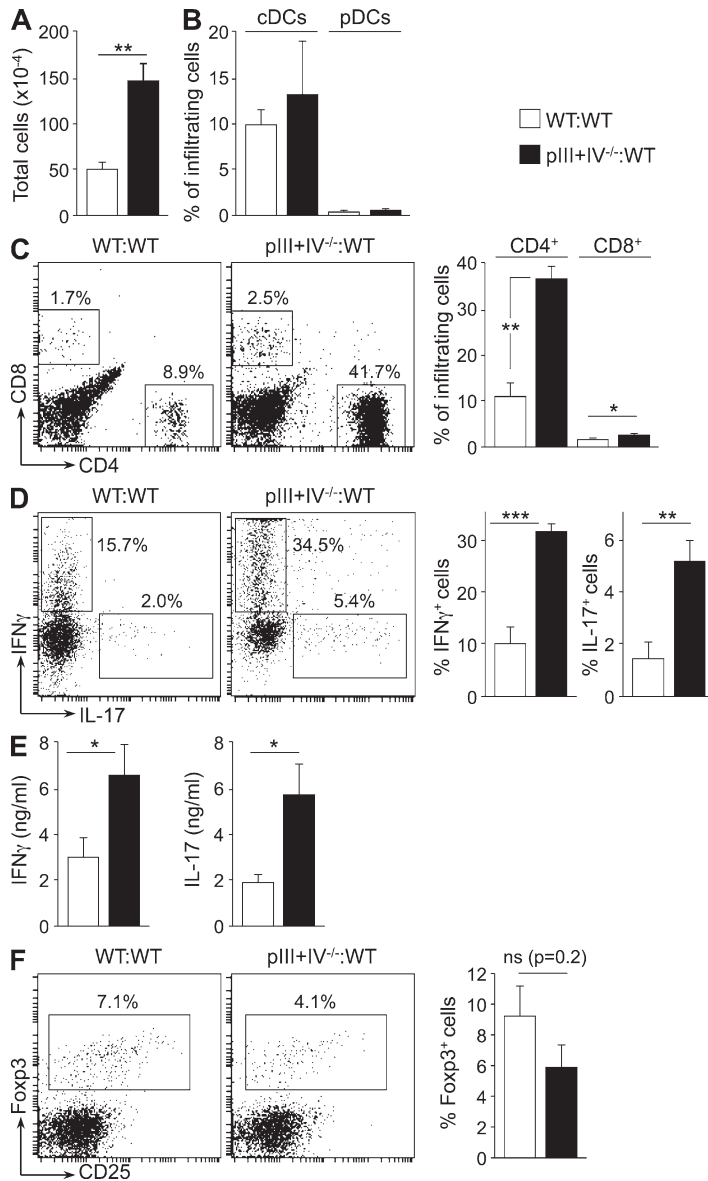 A
Total cells (x10-4)
200
150
100
50
0
**
B
cDCs
pDCs
% of infiltrating cells
20
15
10
5
0
WT:WT
pIII+IV-/-:WT
C
WT:WT
pIII+IV-/-:WT
1.7%
8.9%
2.5%
41.7%
CD8
CD4
CD4+
CD8+
% of infiltrating cells
40
30
20
10
0
**
*
D
WT:WT
pIII+IV-/-:WT
15.7%
2.0%
34.5%
5.4%
IFNγ
IL-17
% IFNγ+ cells
30
20
10
0
***
% IL-17+ cells
6
4
2
0
**
E
IFNγ (ng/ml)
8
6
4
2
0
*
IL-17 (ng/ml)
8
6
4
2
0
*
F
WT:WT
pIII+IV-/-:WT
7.1%
4.1%
Foxp3
CD25
ns (p=0.2)
% Foxp3+ cells
12
10
8
6
4
2
0